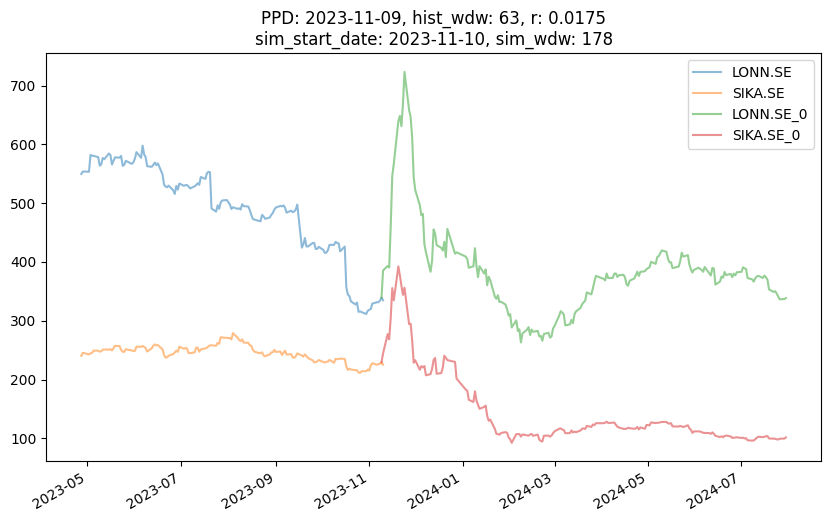 PPD: 2023-11-09, hist_wdw: 63, r: 0.0175
sim_start_date: 2023-11-10, sim_wdw: 178
LONN.SE
SIKA.SE
LONN.SE_0
SIKA.SE_0
700
600
500
400
300
200
100
2023-05
2023-07
2023-09
2023-11
2024-01
2024-03
2024-05
2024-07